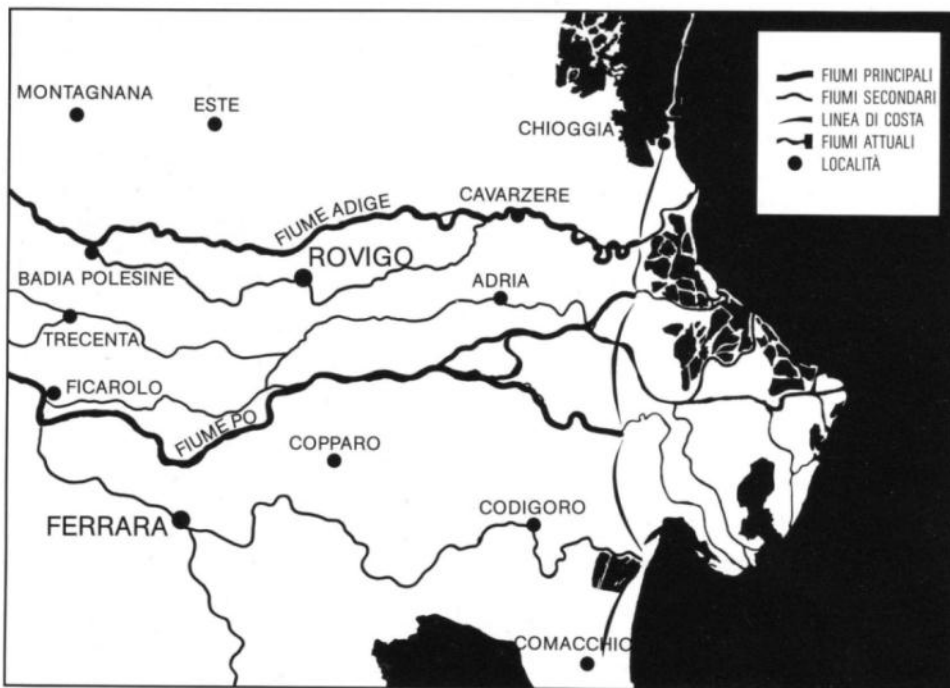 FIUMI PRINCIPALI
FIUMI SECONDARI
LINEA DI COSTA
FIUMI ATTUALI
LOCALITÀ
MONTAGNANA
ESTE
CHIOGGIA
FIUME ADIGE
CAVARZERE
ROVIGO
BADIA POLESINE
ADRIA
TRECENTA
FICAROLO
FIUME PO
COPPARO
FERRARA
CODIGORO
COMACCHIO